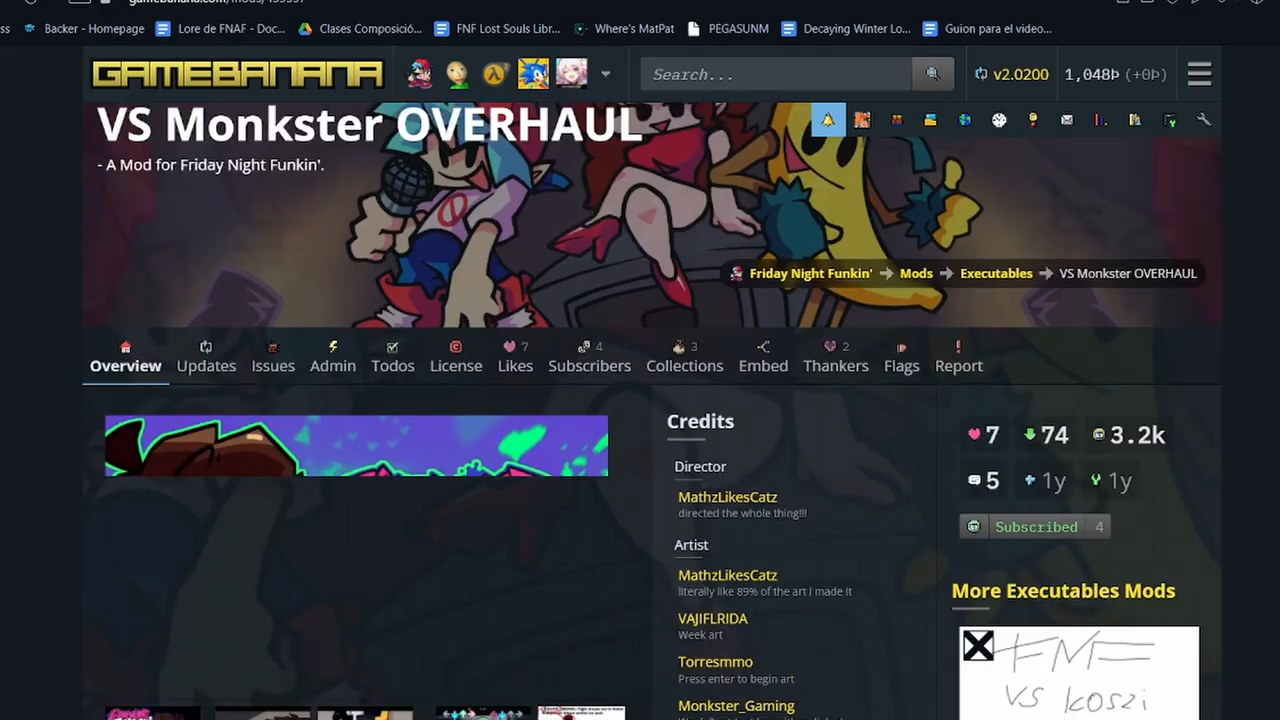 ss Backer - Homepage Lore de FNAF - Doc... Clases Composició... FNF Lost Souls Libr... Where's MatPat PEGASUNM Decaying Winter Lo... Guion para el video...
GAMEBANANA Search... v2.0200 1,048Þ (+0Þ)
VS Monkster OVERHAUL
- A Mod for Friday Night Funkin'.
Friday Night Funkin' Mods Executables VS Monkster OVERHAUL
7 4 3 2
Overview Updates Issues Admin Todos License Likes Subscribers Collections Embed Thankers Flags Report
Credits
Director
MathzLikesCatz
directed the whole thing!!!
Artist
MathzLikesCatz
literally like 89% of the art I made it
VAJIFLRIDA
Week art
Torresmmo
Press enter to begin art
Monkster_Gaming
7 74 3.2k
5 1y 1y
Subscribed 4
More Executables Mods
FNF
VS KOSZI